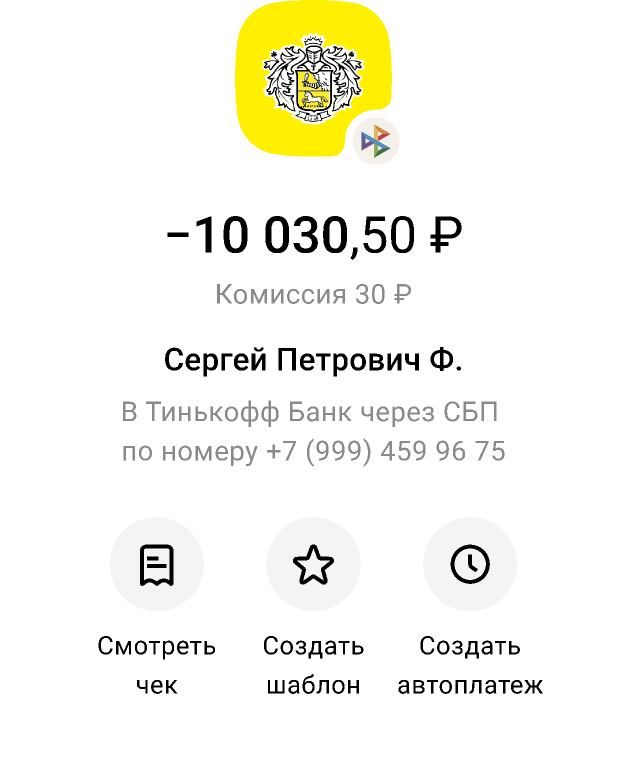 −10 030,50 ₽
Комиссия 30 ₽
Сергей Петрович Ф.
В Тинькофф Банк через СБП
по номеру +7 (999) 459 96 75
Смотреть Создать Создать
чек шаблон автоплатеж